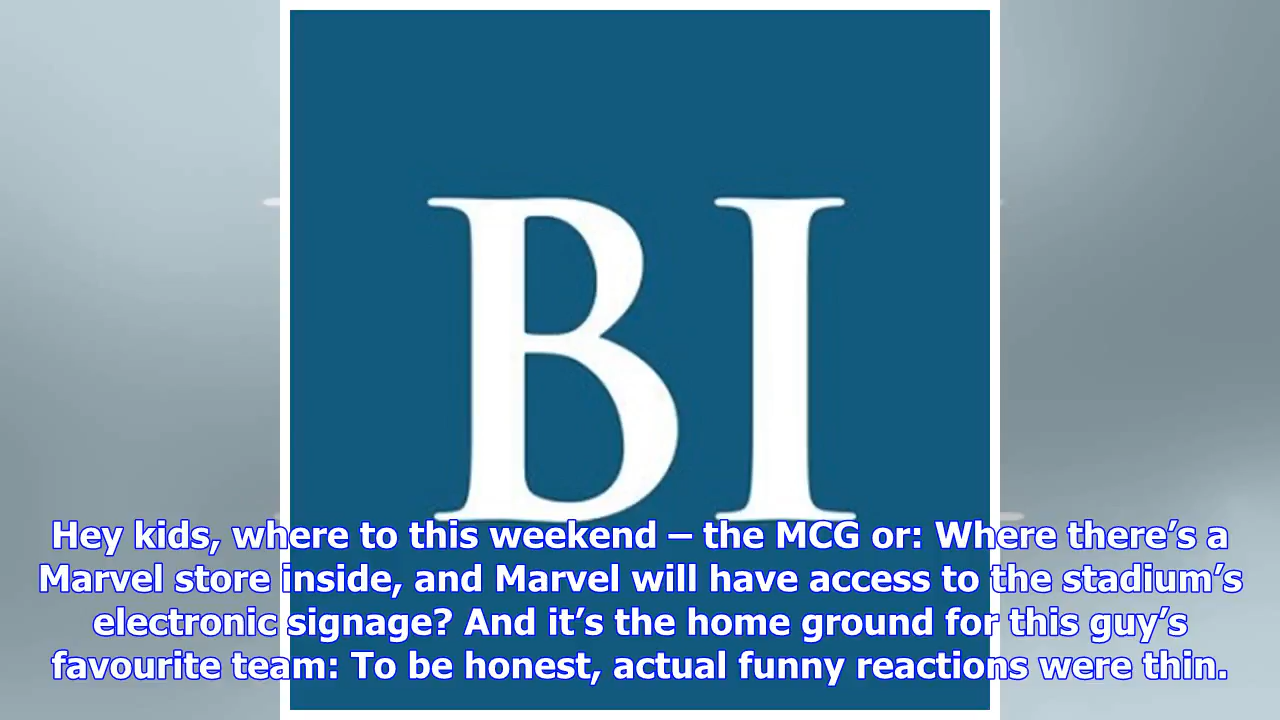 BI
Hey kids, where to this weekend – the MCG or: Where there’s a
Marvel store inside, and Marvel will have access to the stadium’s
electronic signage? And it’s the home ground for this guy’s
favourite team: To be honest, actual funny reactions were thin.